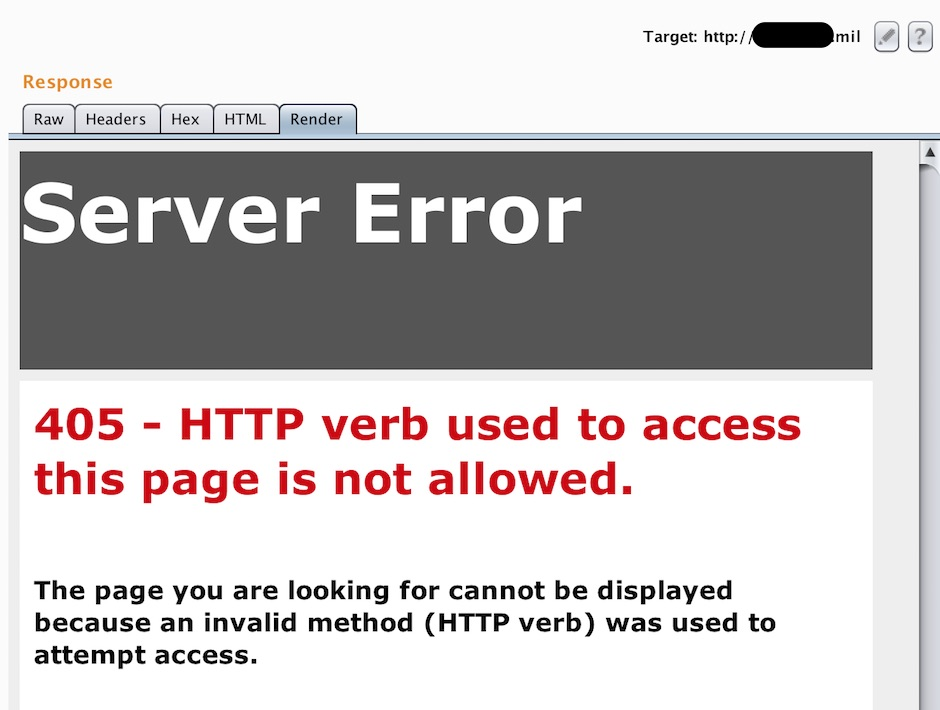 Target: http://.mil
?
Response
Raw Headers Hex HTML Render
Server Error
405 - HTTP verb used to access
this page is not allowed.
The page you are looking for cannot be displayed
because an invalid method (HTTP verb) was used to
attempt access.